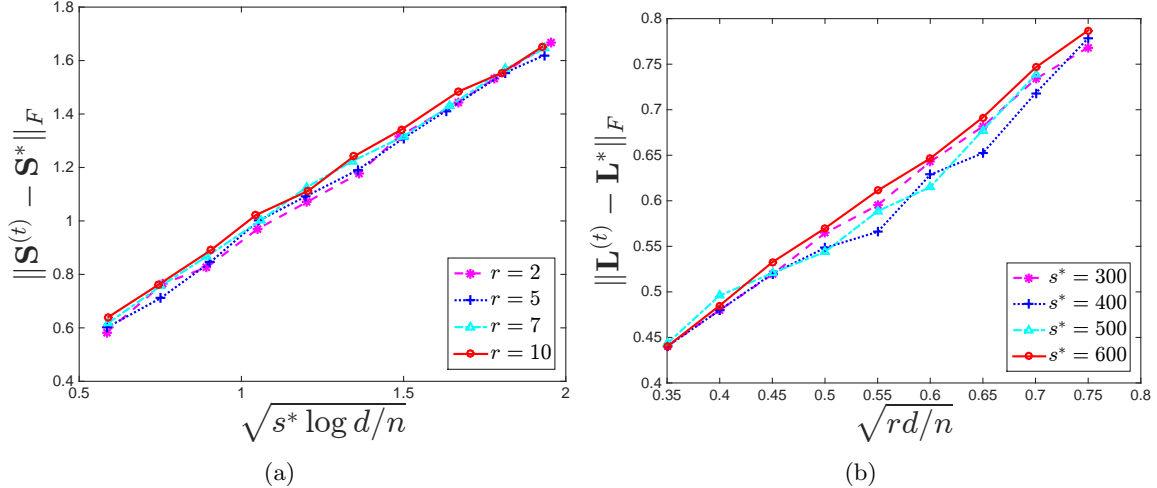 1.8
1.6
1.4
1.2
1
0.8
0.6
0.4
0.5 1 1.5 2
‖S^(t) − S*‖_F
√(s* log d/n)
r = 2
r = 5
r = 7
r = 10
(a)
0.8
0.75
0.7
0.65
0.6
0.55
0.5
0.45
0.4
0.35 0.4 0.45 0.5 0.55 0.6 0.65 0.7 0.75 0.8
‖L^(t) − L*‖_F
√(rd/n)
s* = 300
s* = 400
s* = 500
s* = 600
(b)